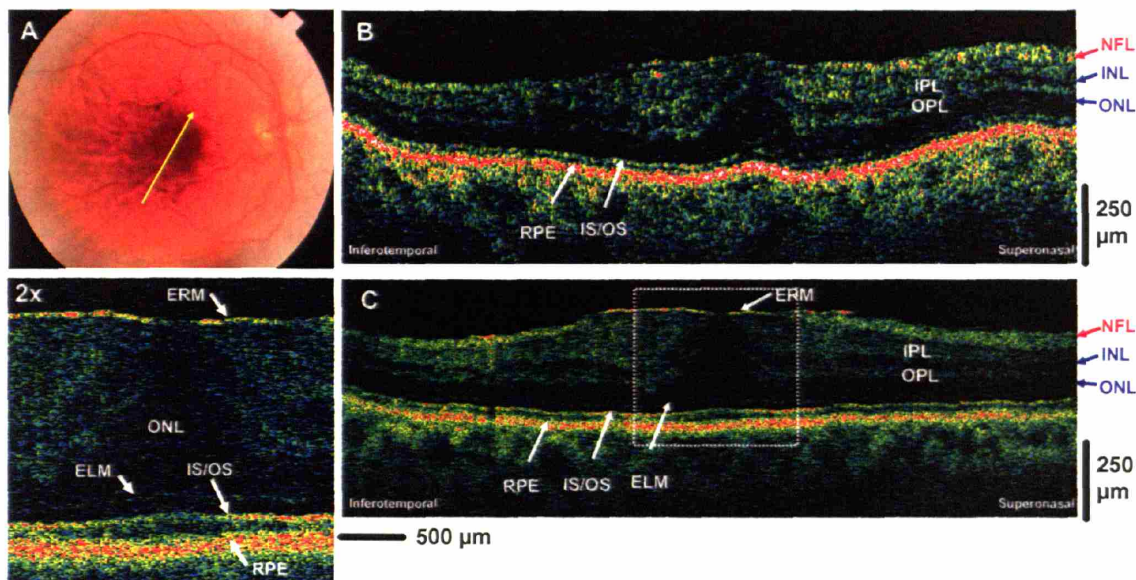 A
B
NFL
INL
ONL
IPL
OPL
RPE
IS/OS
Inferotemporal
Superonasal
250
µm
2x
ERM
ONL
ELM
IS/OS
RPE
500 µm
C
ERM
NFL
INL
ONL
IPL
OPL
RPE
IS/OS
ELM
Inferotemporal
Superonasal
250
µm